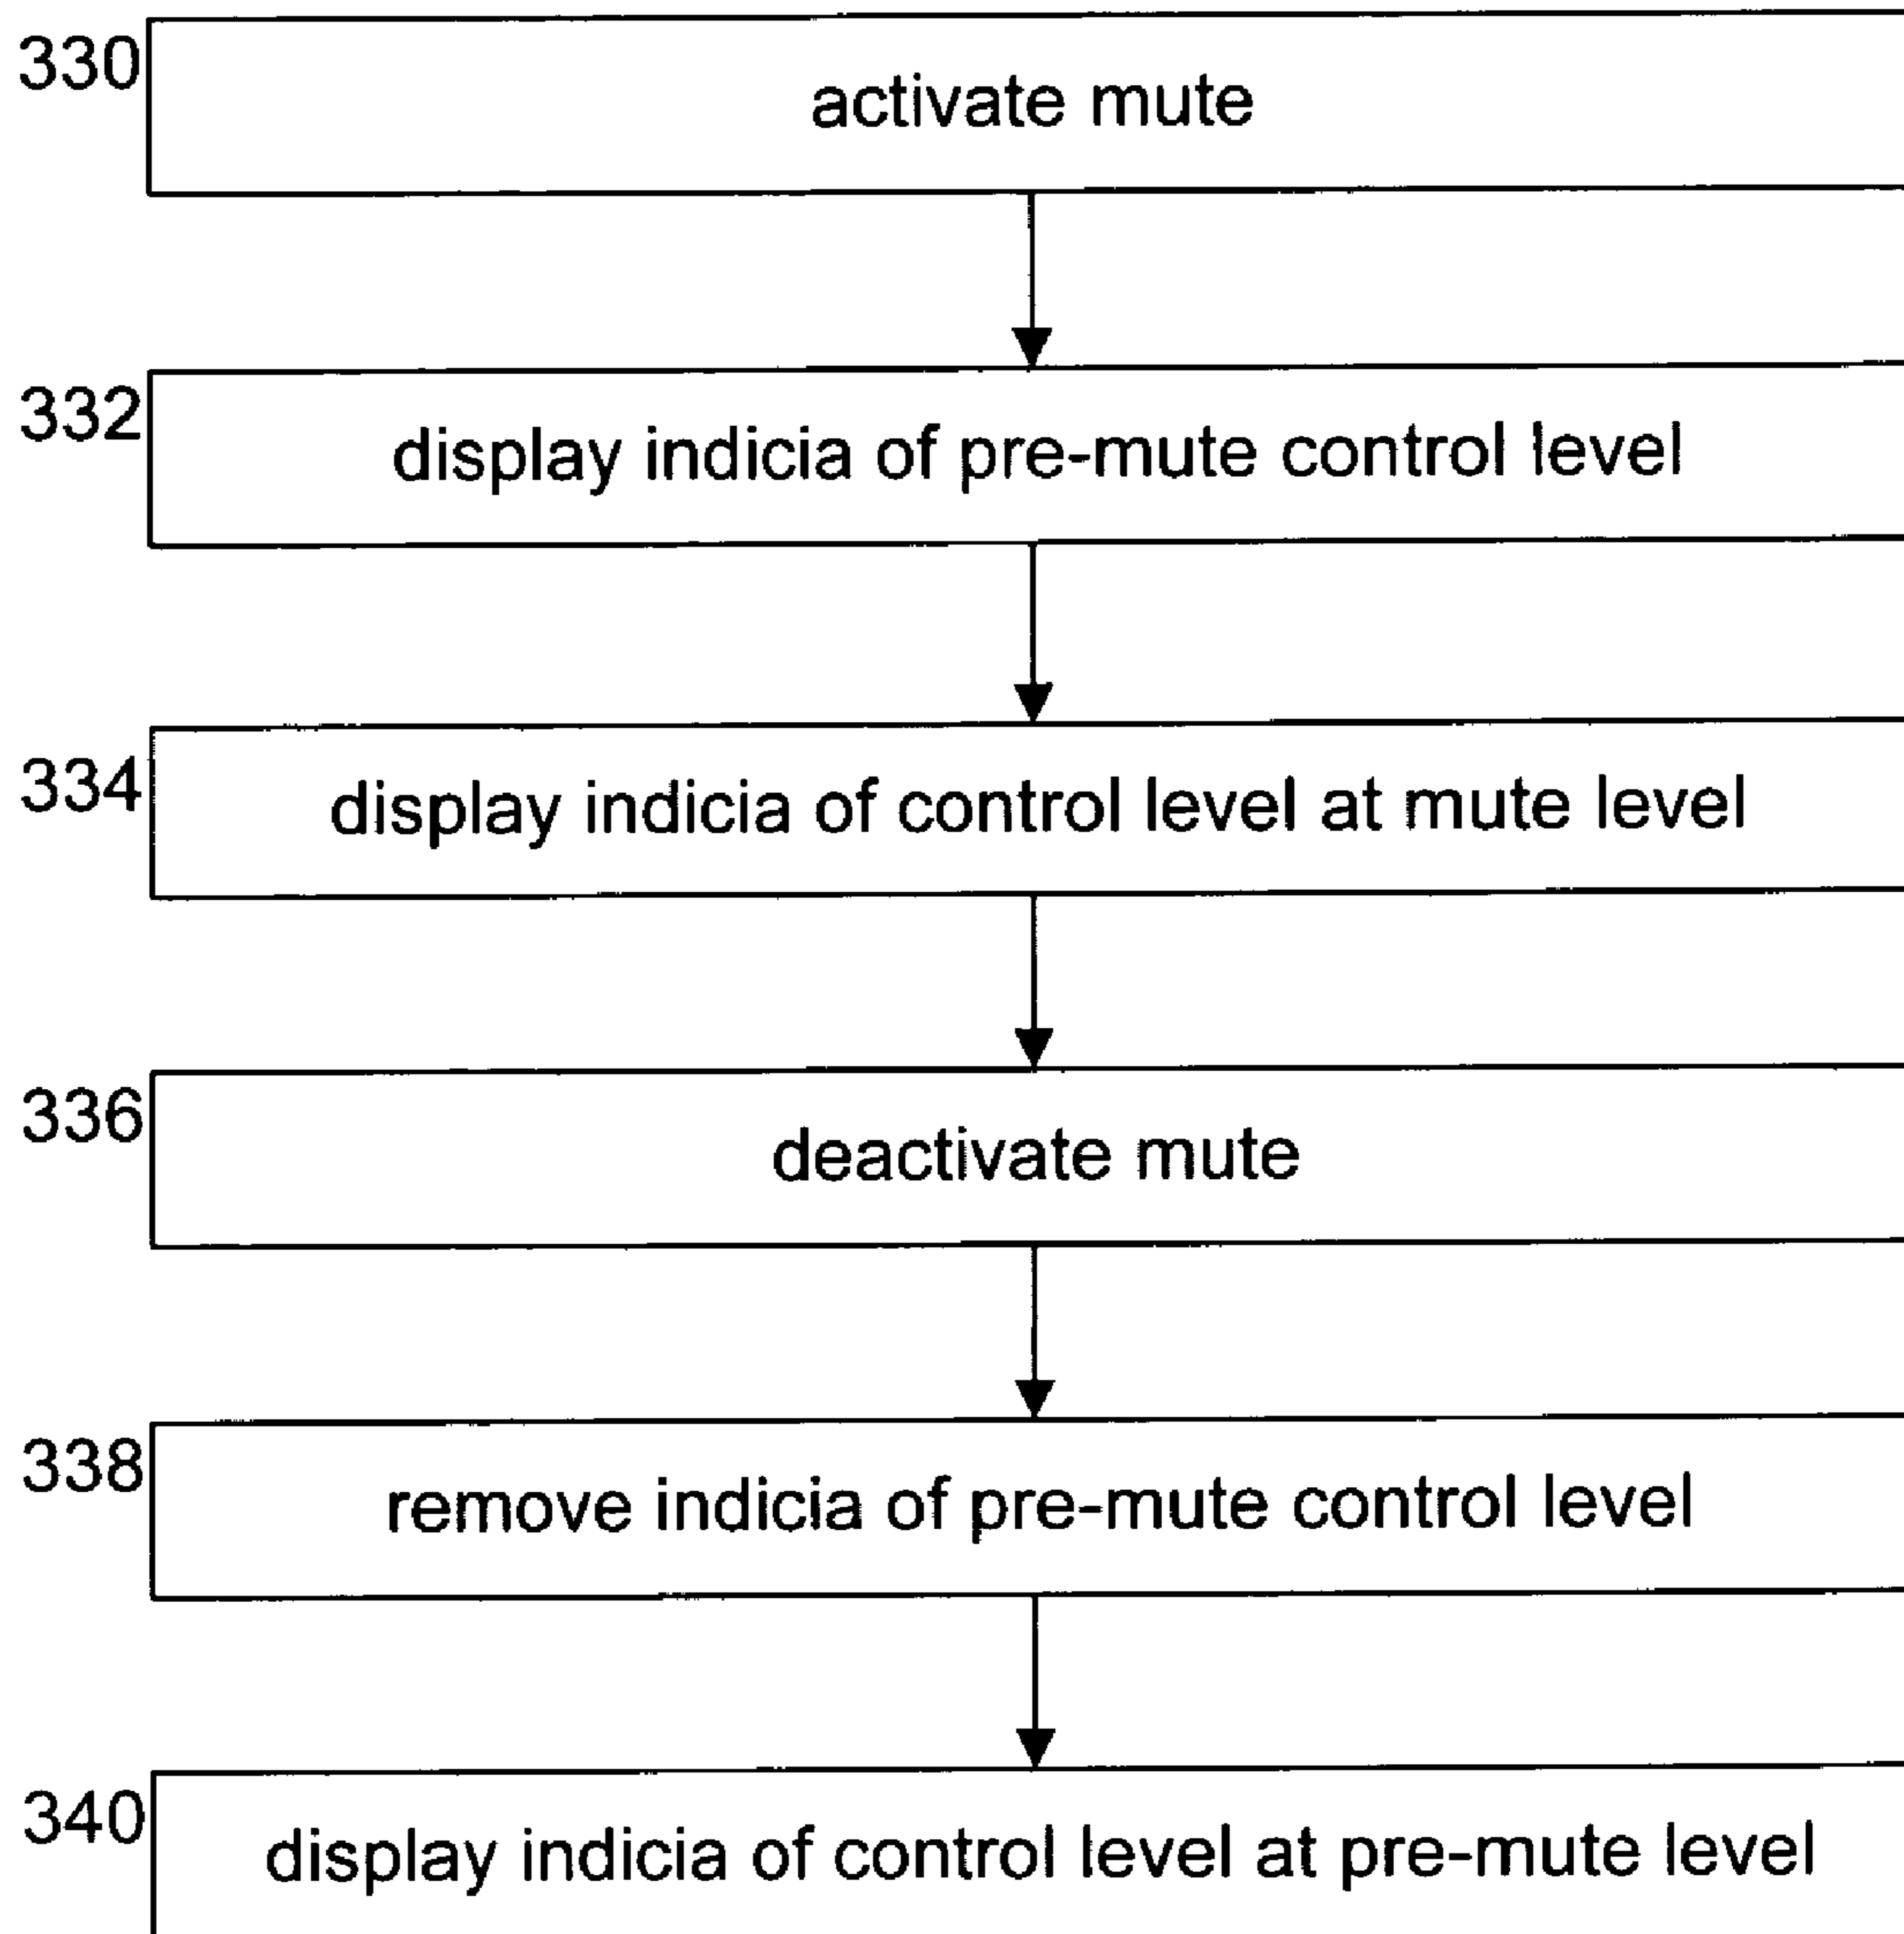 330
activate mute
332
display indicia of pre-mute control level
334
display indicia of control level at mute level
336
deactivate mute
338
remove indicia of pre-mute control level
340
display indicia of control level at pre-mute level